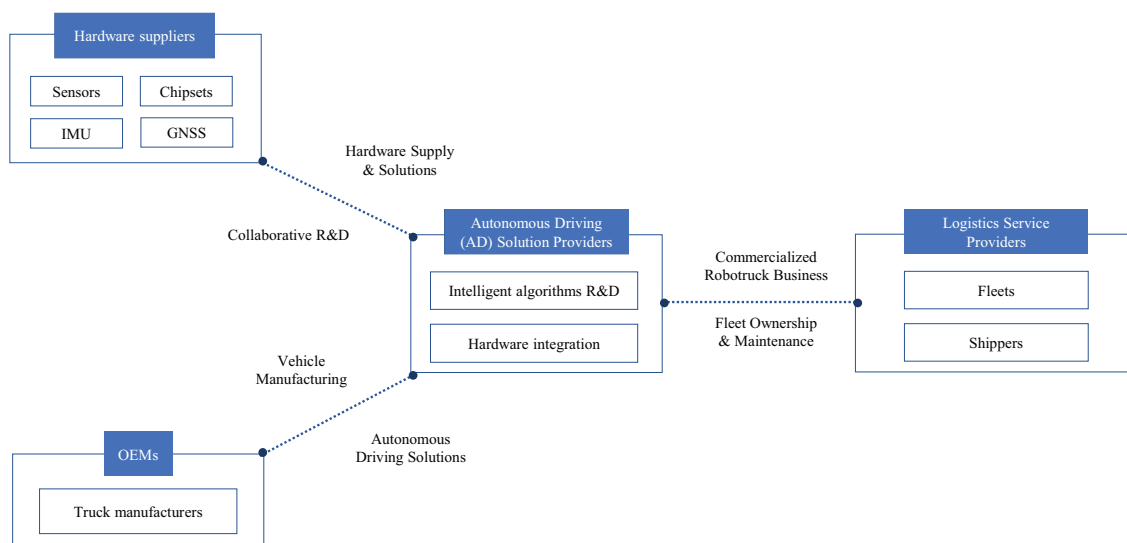 Hardware suppliers
Sensors
Chipsets
IMU
GNSS
Hardware Supply
& Solutions
Collaborative R&D
Autonomous Driving
(AD) Solution Providers
Intelligent algorithms R&D
Hardware integration
Commercialized
Robotruck Business
Fleet Ownership
& Maintenance
Logistics Service
Providers
Fleets
Shippers
Vehicle
Manufacturing
Autonomous
Driving Solutions
OEMs
Truck manufacturers